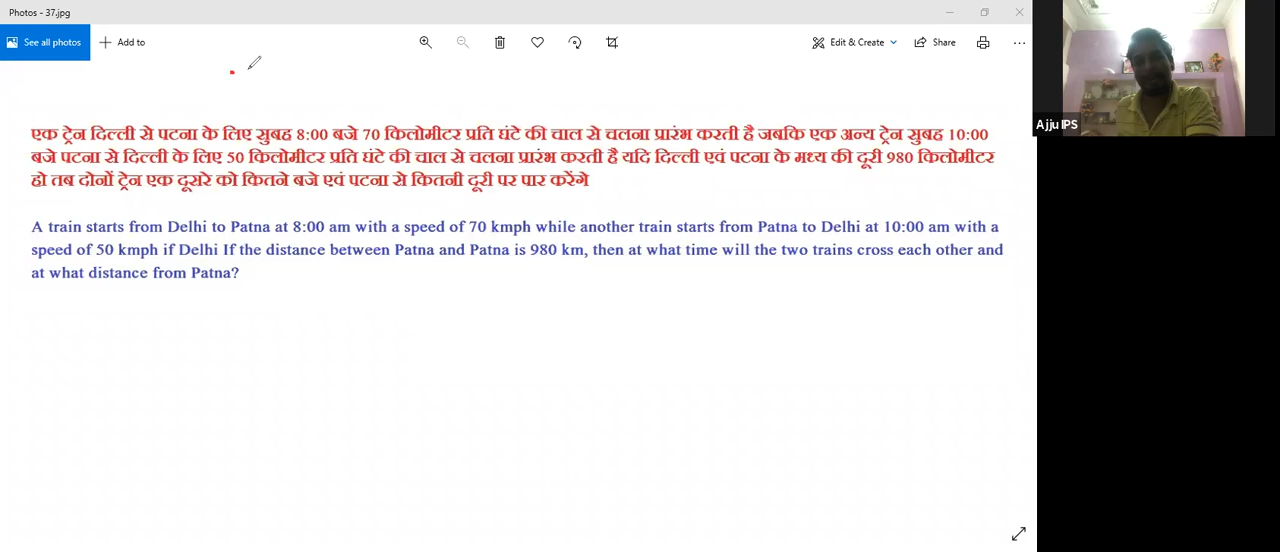 Photos - 37.jpg
See all photos
Add to
Edit & Create
Share
एक ट्रेन दिल्ली से पटना के लिए सुबह 8:00 बजे 70 किलोमीटर प्रति घंटे की चाल से चलना प्रारंभ करती है जबकि एक अन्य ट्रेन सुबह 10:00
बजे पटना से दिल्ली के लिए 50 किलोमीटर प्रति घंटे की चाल से चलना प्रारंभ करती है यदि दिल्ली एवं पटना के मध्य की दूरी 980 किलोमीटर
हो तब दोनों ट्रेन एक दूसरे को कितने बजे एवं पटना से कितनी दूरी पर पार करेंगे
A train starts from Delhi to Patna at 8:00 am with a speed of 70 kmph while another train starts from Patna to Delhi at 10:00 am with a
speed of 50 kmph if Delhi If the distance between Patna and Patna is 980 km, then at what time will the two trains cross each other and
at what distance from Patna?
Ajju IPS